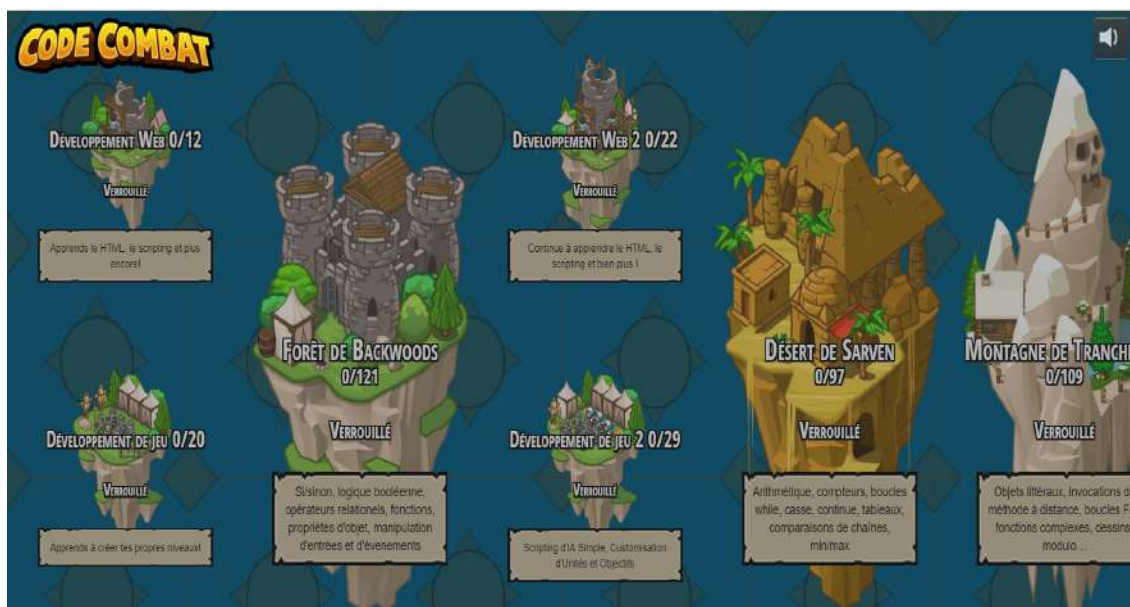 CODE COMBAT
DÉVELOPPEMENT WEB 0/12
VERROUILLÉ
Apprends le HTML, le scripting et plus
encore!
DÉVELOPPEMENT DE JEU 0/20
VERROUILLÉ
Apprends à créer tes propres niveaux!
FORÊT DE BACKWOODS
0/121
VERROUILLÉ
Si/sinon, logique booléenne,
opérateurs relationels, fonctions,
propriétes d'objet, manipulation
d'entrées et d'évenements
DÉVELOPPEMENT WEB 2 0/22
VERROUILLÉ
Continue à apprendre le HTML, le
scripting et bien plus !
DÉVELOPPEMENT DE JEU 2 0/29
VERROUILLÉ
Scripting d'IA Simple, Customisation
d'Unités et Objectifs
DÉSERT DE SARVEN
0/97
VERROUILLÉ
Arithmétique, compteurs, boucles
while, casse, continue, tableaux,
comparaisons de chaînes,
min/max
MONTAGNE DE
0/109
VERROUILLÉ
Objets littéraux, invocations
méthode à distance, boucles
fonctions complexes, dessins
modulo...